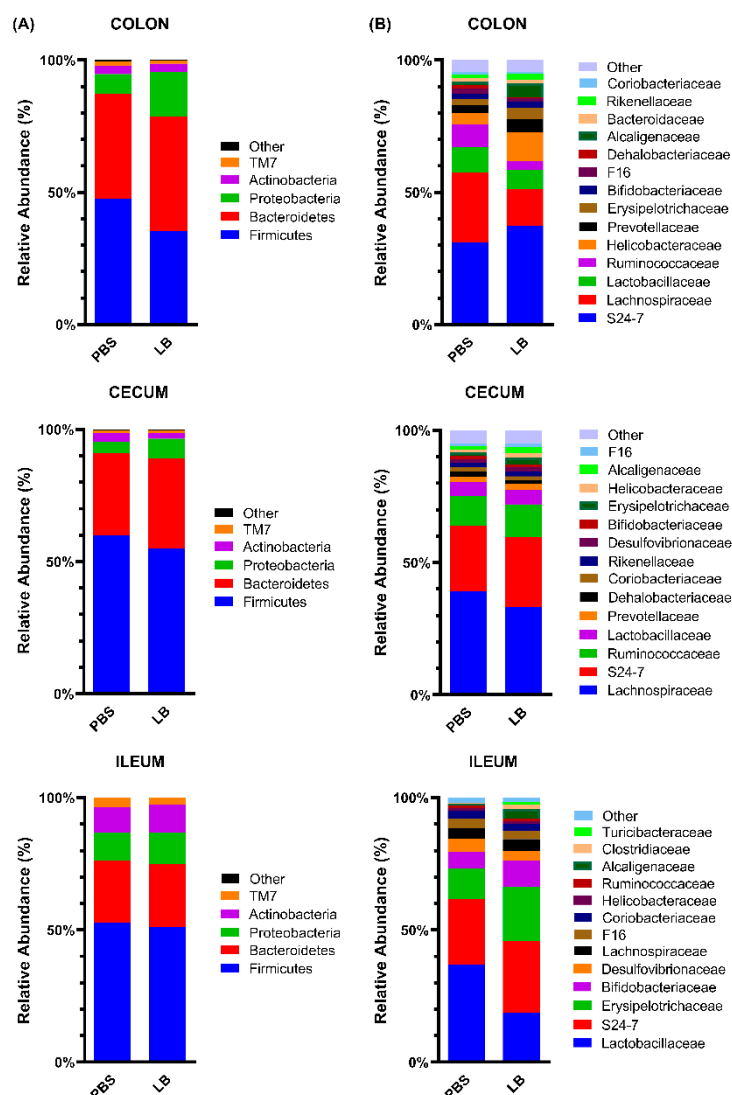 (A)
COLON
Relative Abundance (%)
100%
50%
0%
PBS
LB
Other
TM7
Actinobacteria
Proteobacteria
Bacteroidetes
Firmicutes
(B)
COLON
Relative Abundance (%)
100%
50%
0%
PBS
LB
Other
Coriobacteriaceae
Rikenellaceae
Bacteroidaceae
Alcaligenaceae
Dehalobacteriaceae
F16
Bifidobacteriaceae
Erysipelotrichaceae
Prevotellaceae
Helicobacteraceae
Ruminococcaceae
Lactobacillaceae
Lachnospiraceae
S24-7
CECUM
Relative Abundance (%)
100%
50%
0%
PBS
LB
Other
TM7
Actinobacteria
Proteobacteria
Bacteroidetes
Firmicutes
CECUM
Relative Abundance (%)
100%
50%
0%
PBS
LB
Other
F16
Alcaligenaceae
Helicobacteraceae
Erysipelotrichaceae
Bifidobacteriaceae
Desulfovibrionaceae
Rikenellaceae
Coriobacteriaceae
Dehalobacteriaceae
Prevotellaceae
Lactobacillaceae
Ruminococcaceae
S24-7
Lachnospiraceae
ILEUM
Relative Abundance (%)
100%
50%
0%
PBS
LB
Other
TM7
Actinobacteria
Proteobacteria
Bacteroidetes
Firmicutes
ILEUM
Relative Abundance (%)
100%
50%
0%
PBS
LB
Other
Turicibacteraceae
Clostridiaceae
Alcaligenaceae
Ruminococcaceae
Helicobacteraceae
Coriobacteriaceae
F16
Lachnospiraceae
Desulfovibrionaceae
Bifidobacteriaceae
Erysipelotrichaceae
S24-7
Lactobacillaceae